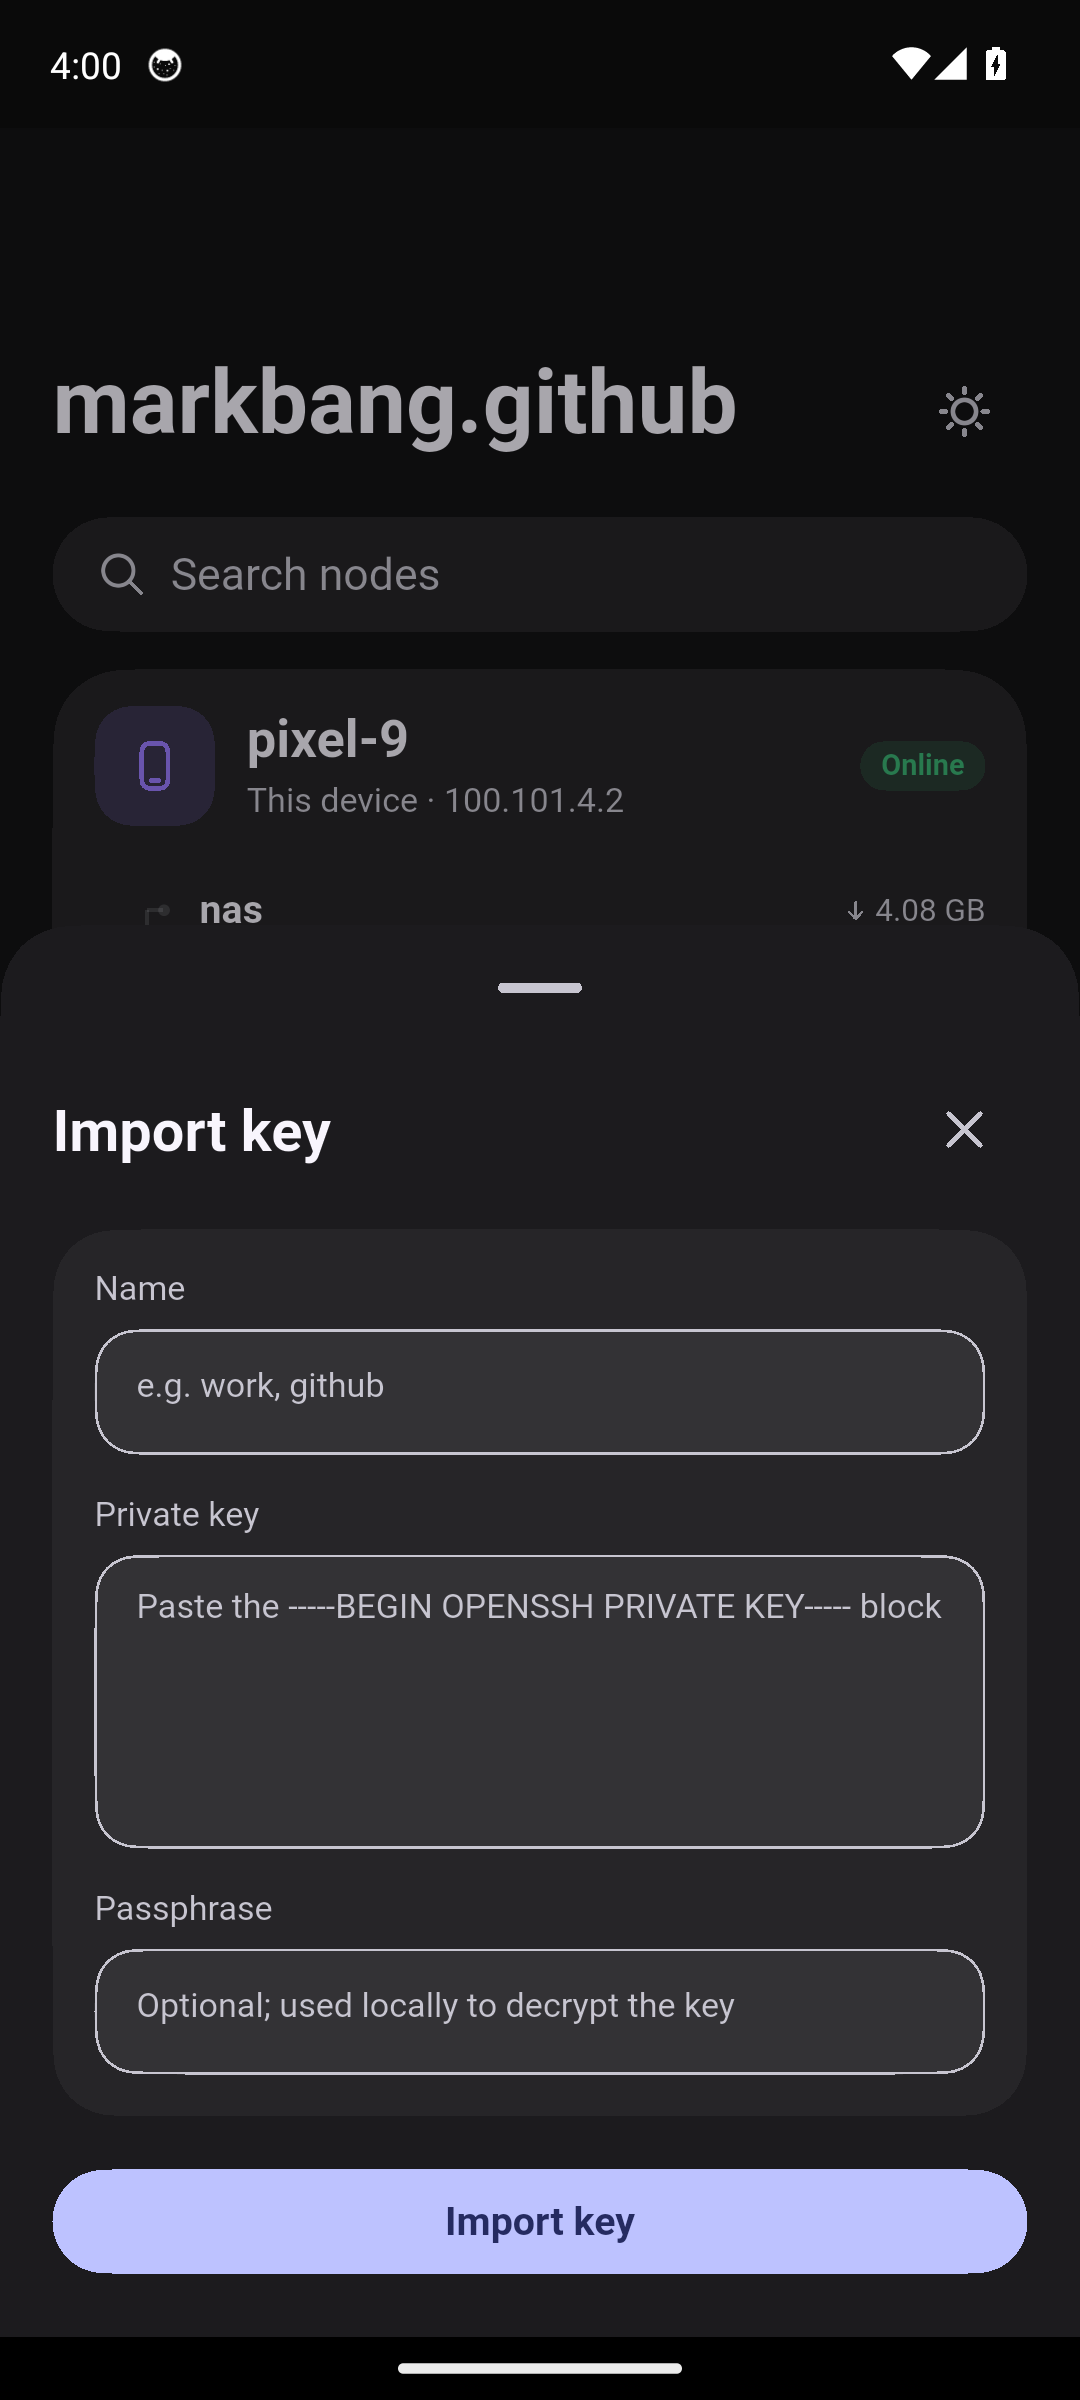 4:00
markbang.github
Search nodes
pixel-9
Online
This device · 100.101.4.2
nas
4.08 GB
Import key
Name
e.g. work, github
Private key
Paste the -----BEGIN OPENSSH PRIVATE KEY----- block
Passphrase
Optional; used locally to decrypt the key
Import key